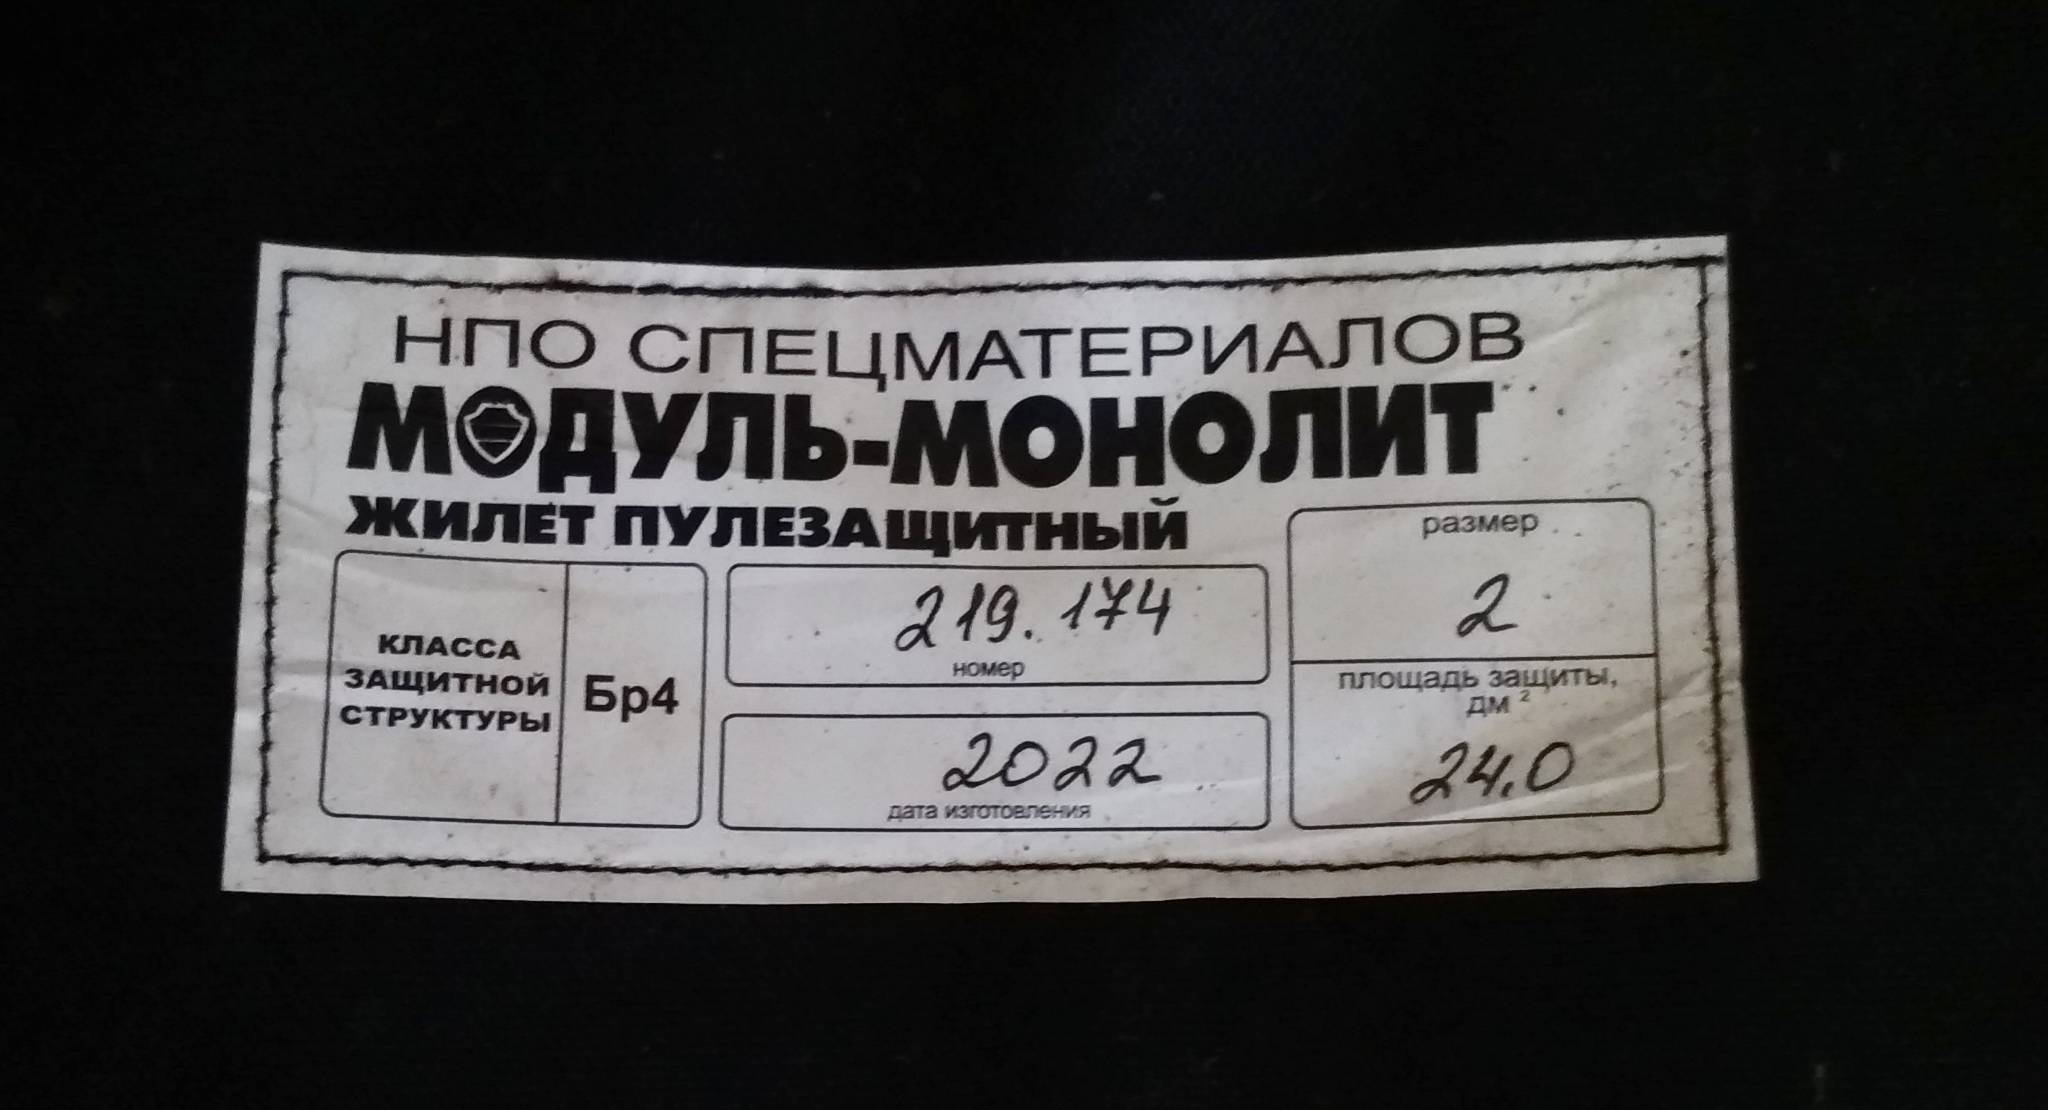 НПО СПЕЦМАТЕРИАЛОВ
МОДУЛЬ-МОНОЛИТ
ЖИЛЕТ ПУЛЕЗАЩИТНЫЙ
КЛАССА
ЗАЩИТНОЙ
СТРУКТУРЫ
Бр4
219.174
номер
2022
дата изготовления
размер
2
площадь защиты,
дм²
24.0